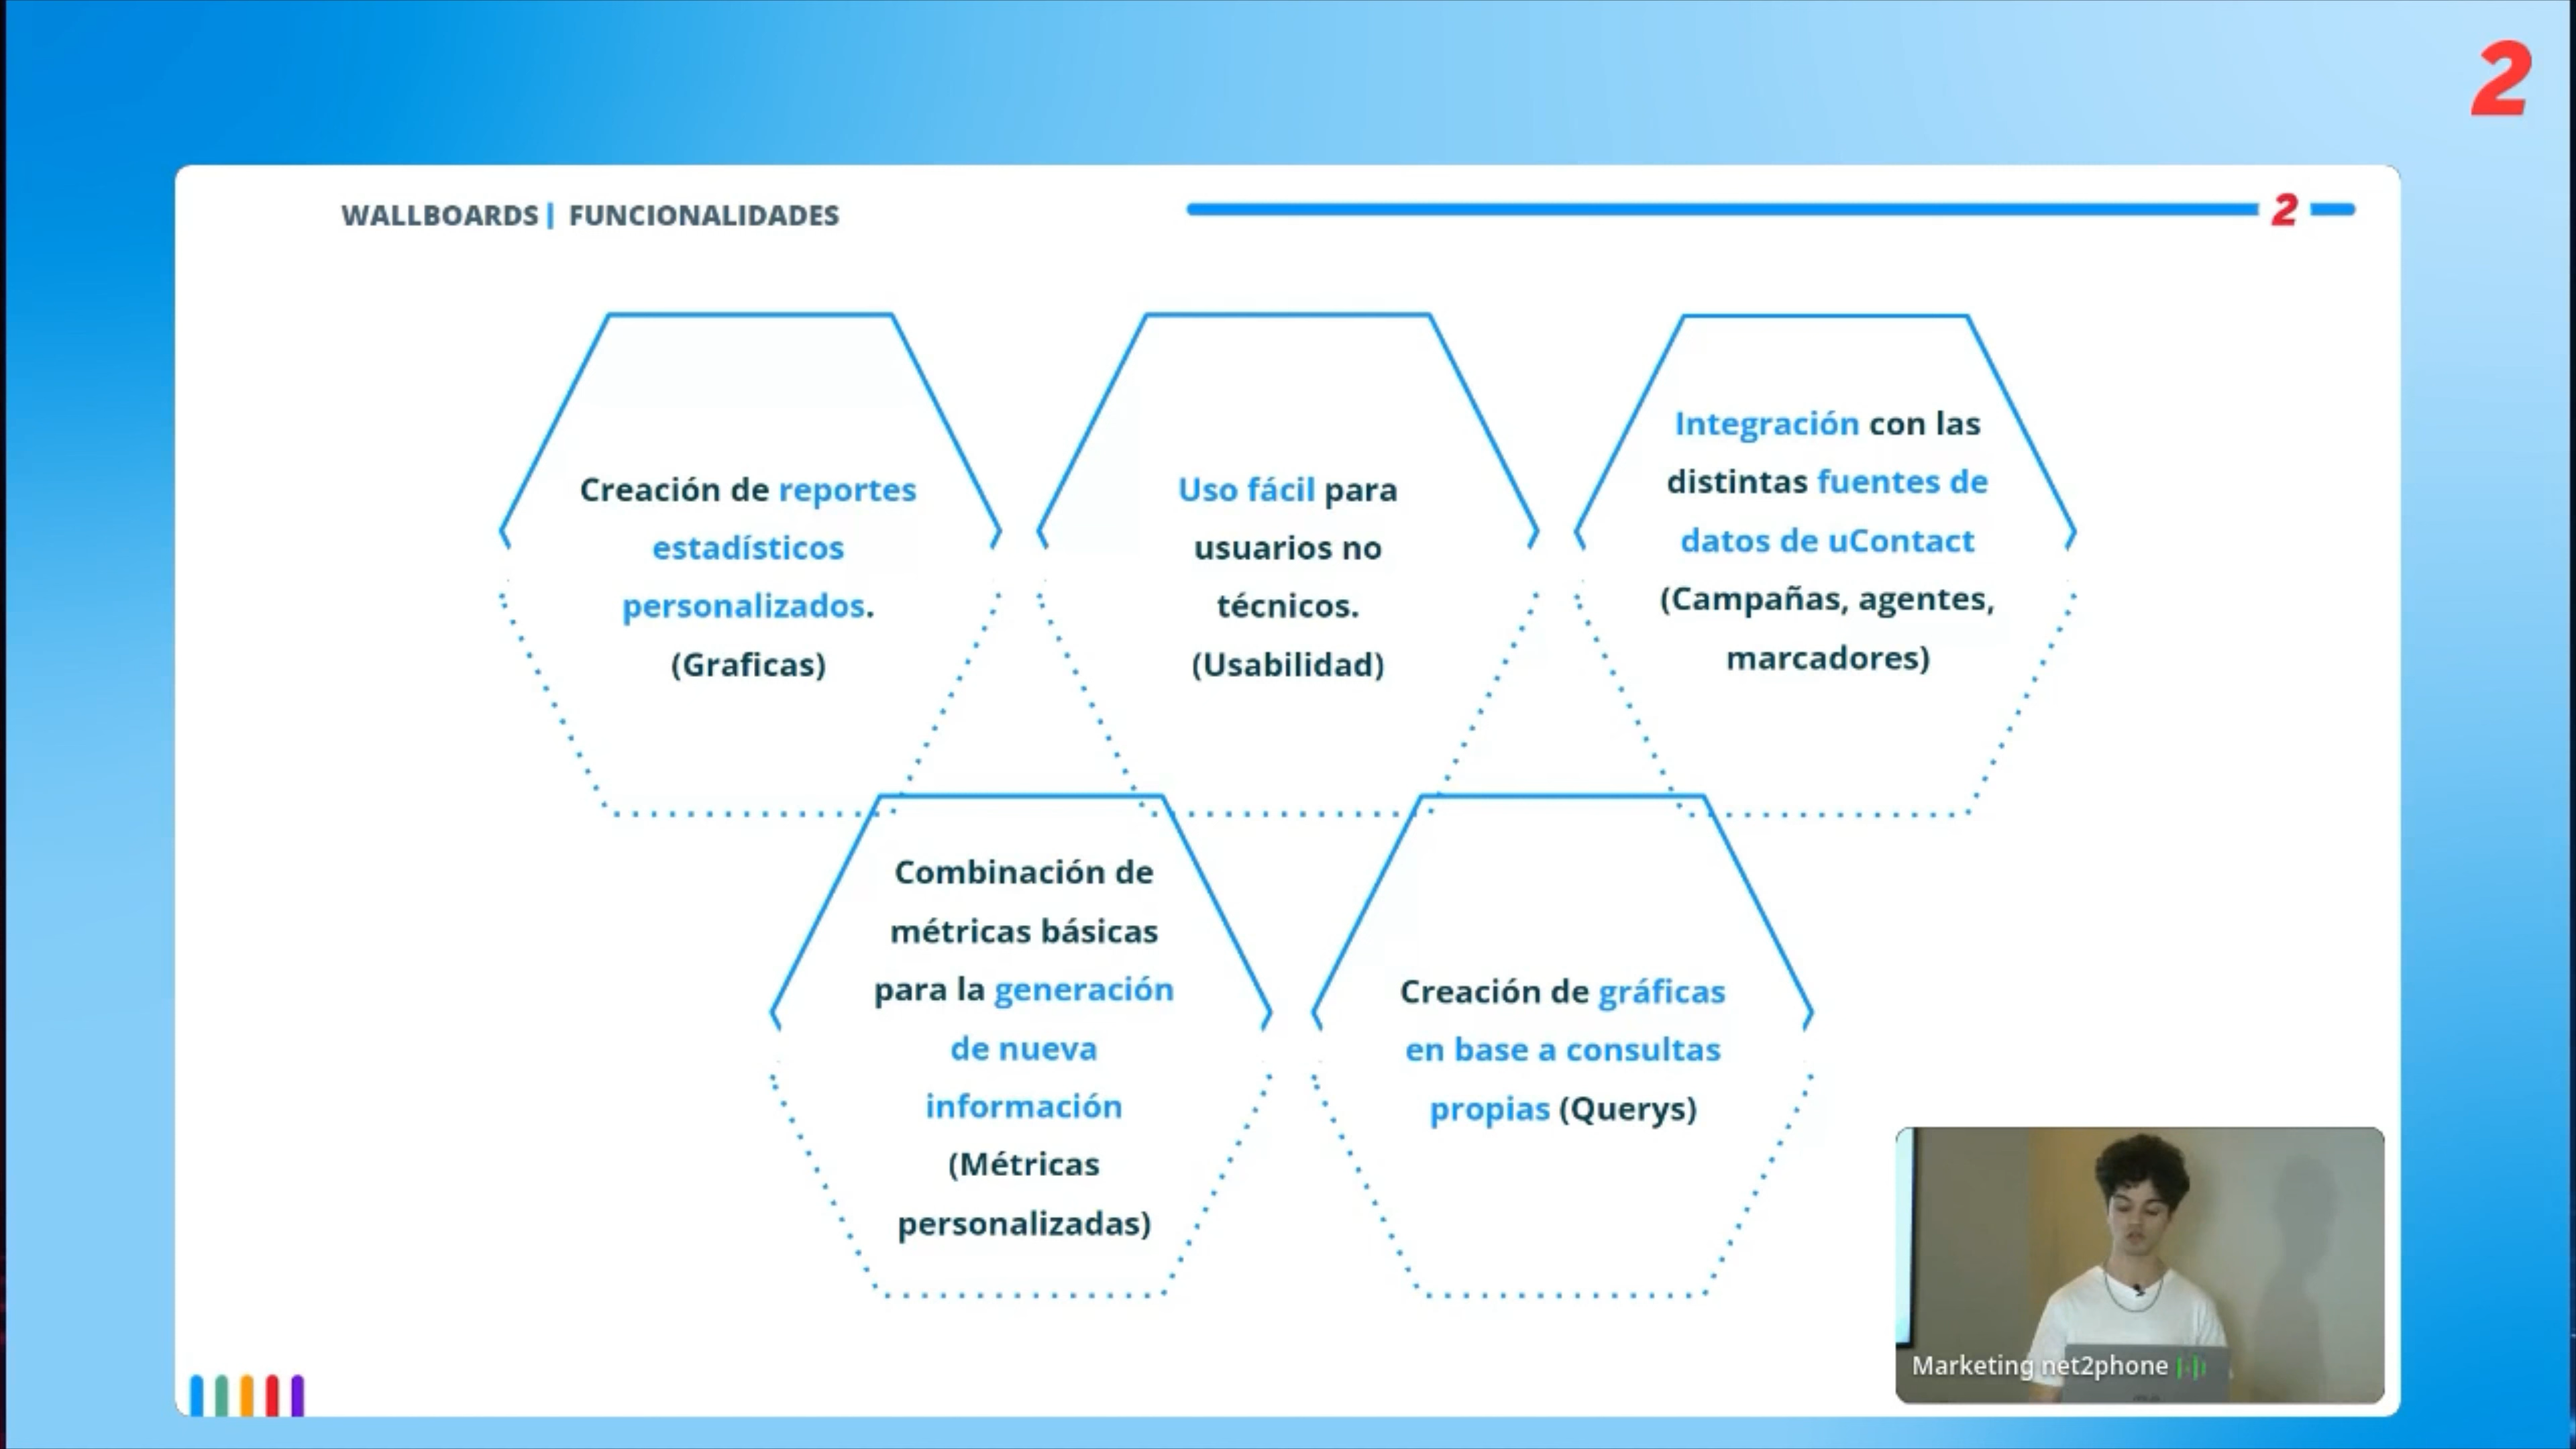 2
WALLBOARDS| FUNCIONALIDADES
2
Creación de reportes
estadísticos
personalizados.
(Graficas)
Uso fácil para
usuarios no
técnicos.
(Usabilidad)
Integración con las
distintas fuentes de
datos de uContact
(Campañas, agentes,
marcadores)
Combinación de
métricas básicas
para la generación
de nueva
información
(Métricas
personalizadas)
Creación de gráficas
en base a consultas
propias (Querys)
Marketing net2phone